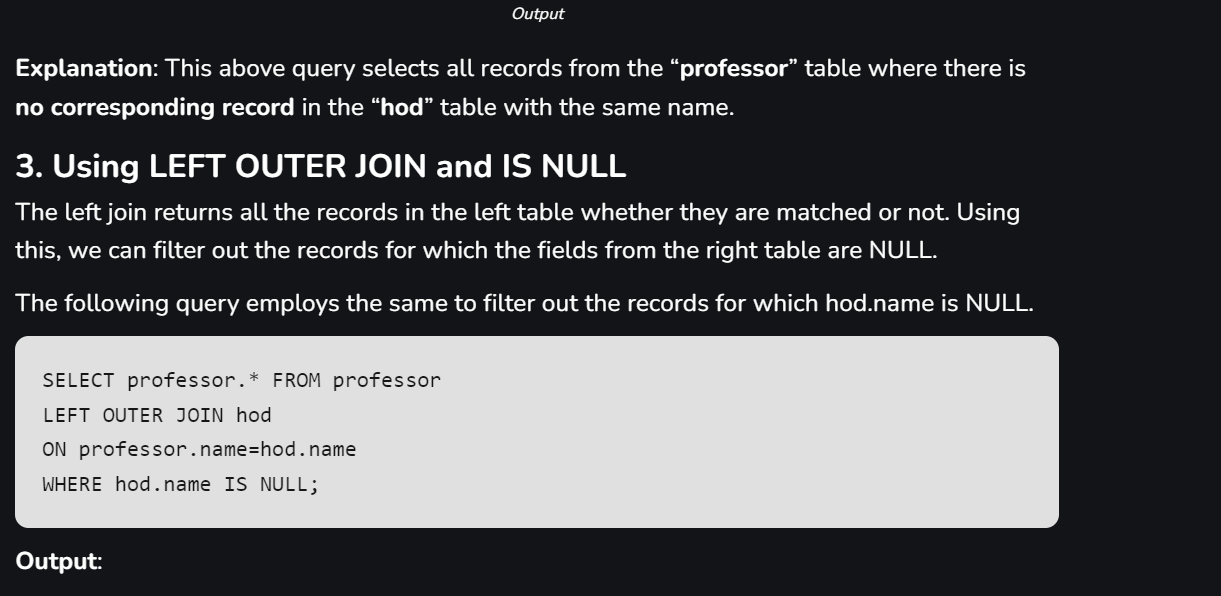 Output
Explanation: This above query selects all records from the “professor” table where there is
no corresponding record in the “hod” table with the same name.
3. Using LEFT OUTER JOIN and IS NULL
The left join returns all the records in the left table whether they are matched or not. Using
this, we can filter out the records for which the fields from the right table are NULL.
The following query employs the same to filter out the records for which hod.name is NULL.
SELECT professor.* FROM professor
LEFT OUTER JOIN hod
ON professor.name=hod.name
WHERE hod.name IS NULL;
Output: